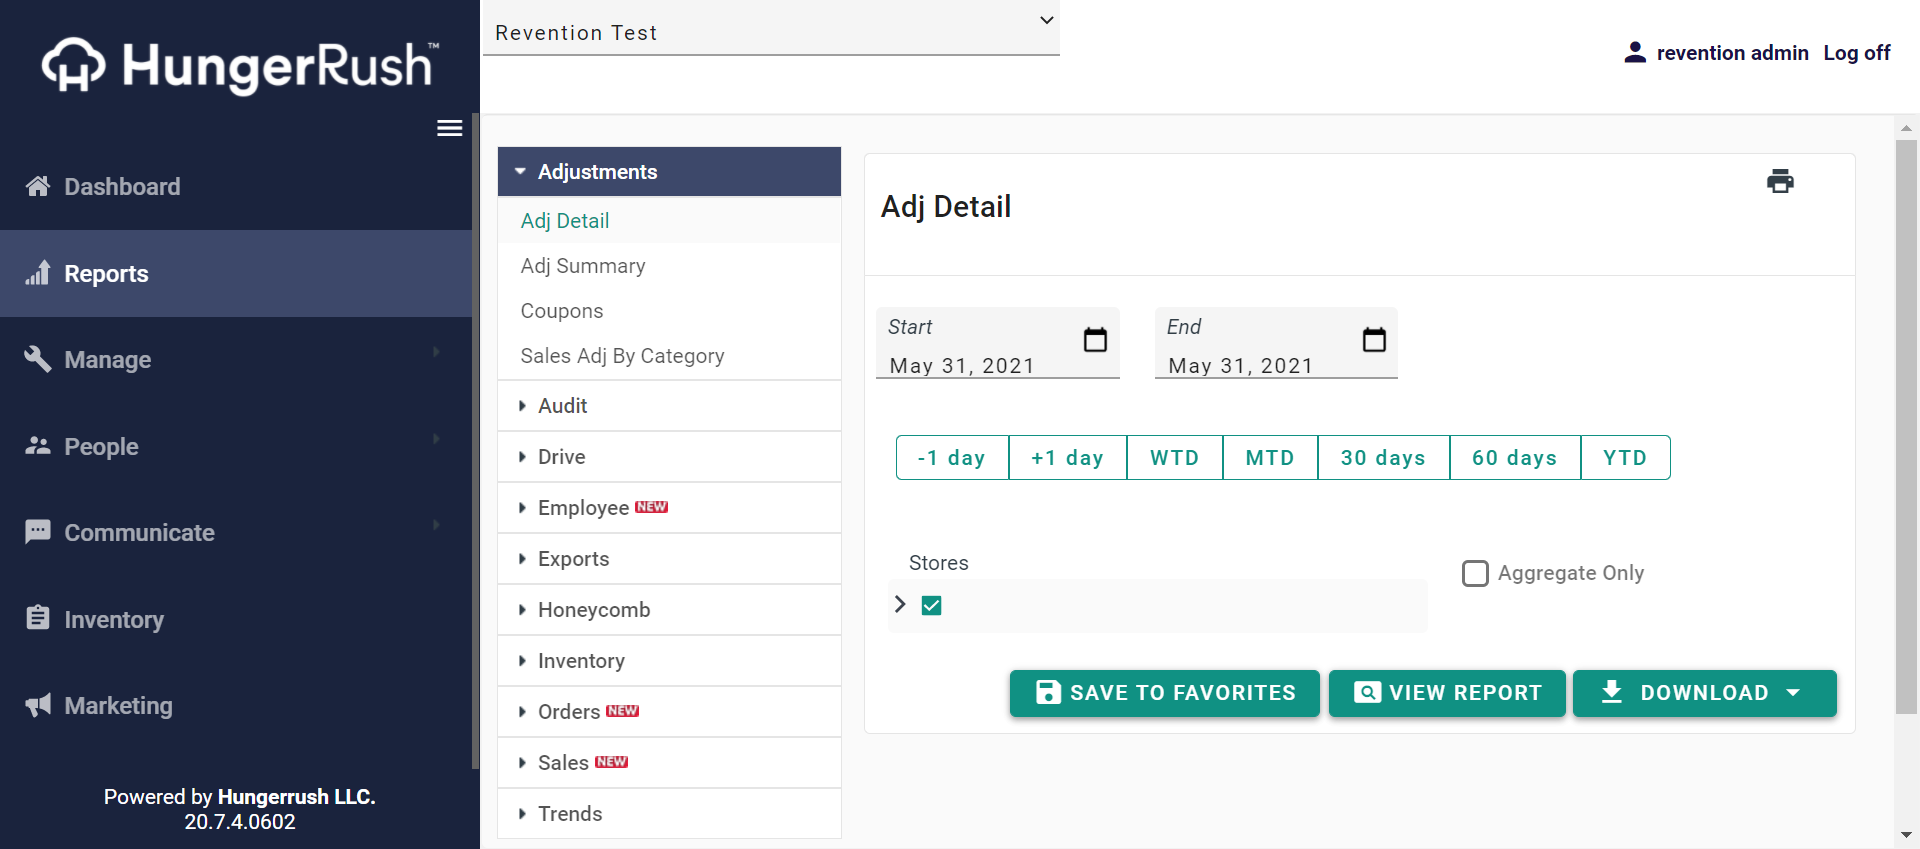 HungerRush™
Revention Test
revention admin Log off
Dashboard
Reports
Manage
People
Communicate
Inventory
Marketing
Powered by Hungerrush LLC.
20.7.4.0602
Adjustments
Adj Detail
Adj Summary
Coupons
Sales Adj By Category
Audit
Drive
Employee NEW
Exports
Honeycomb
Inventory
Orders NEW
Sales NEW
Trends
Adj Detail
Start
May 31, 2021
End
May 31, 2021
-1 day +1 day WTD MTD 30 days 60 days YTD
Stores
Aggregate Only
SAVE TO FAVORITES VIEW REPORT DOWNLOAD